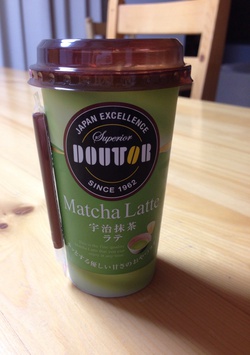 JAPAN EXCELLENCE
Superior
DOUTOR
SINCE 1962
Matcha Latte
宇治抹茶
ラテ